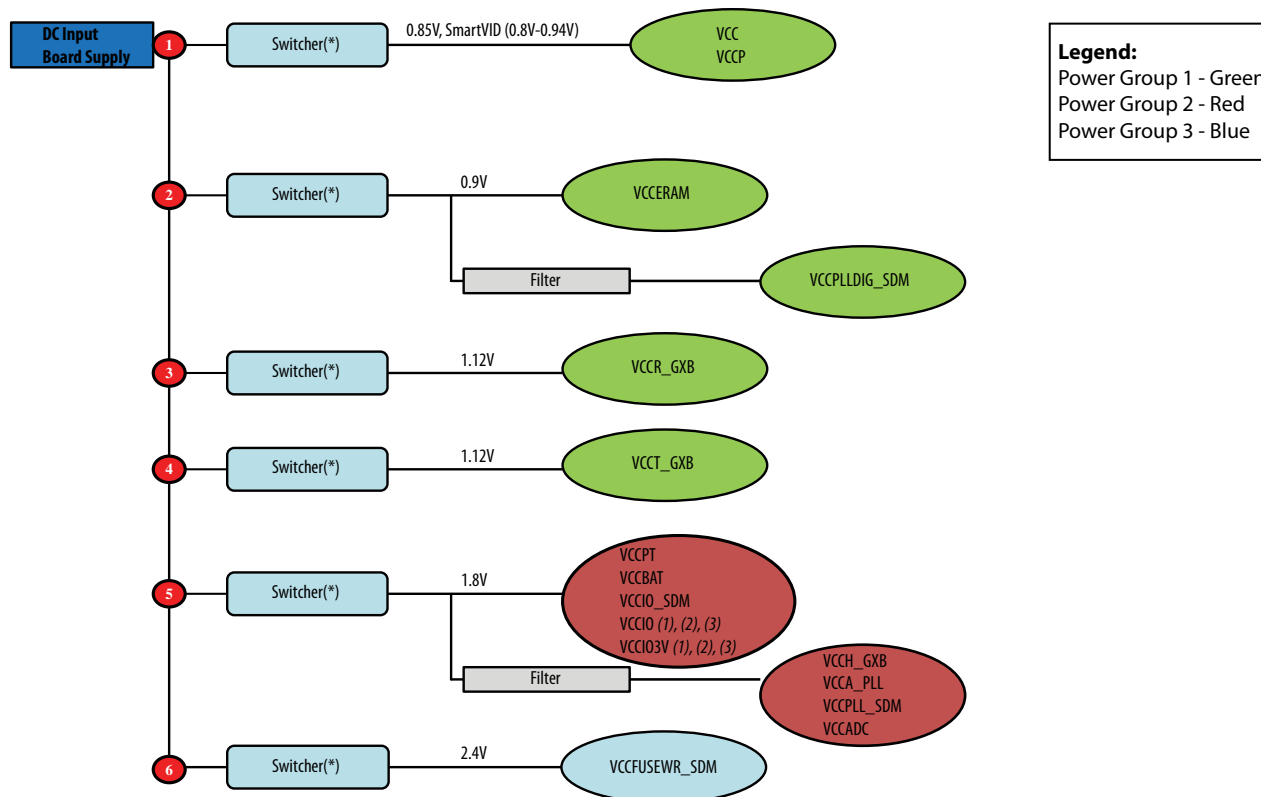 DC Input
Board Supply
1
Switcher(*)
0.85V, SmartVID (0.8V-0.94V)
VCC
VCCP
Legend:
Power Group 1 - Green
Power Group 2 - Red
Power Group 3 - Blue
2
Switcher(*)
0.9V
VCCERAM
Filter
VCCPLLDIG_SDM
3
Switcher(*)
1.12V
VCCR_GXB
4
Switcher(*)
1.12V
VCCT_GXB
5
Switcher(*)
1.8V
VCCPT
VCCBAT
VCCIO_SDM
VCCIO (1), (2), (3)
VCCIO3V (1), (2), (3)
Filter
VCCH_GXB
VCCA_PLL
VCCPLL_SDM
VCCADC
6
Switcher(*)
2.4V
VCCFUSEWR_SDM